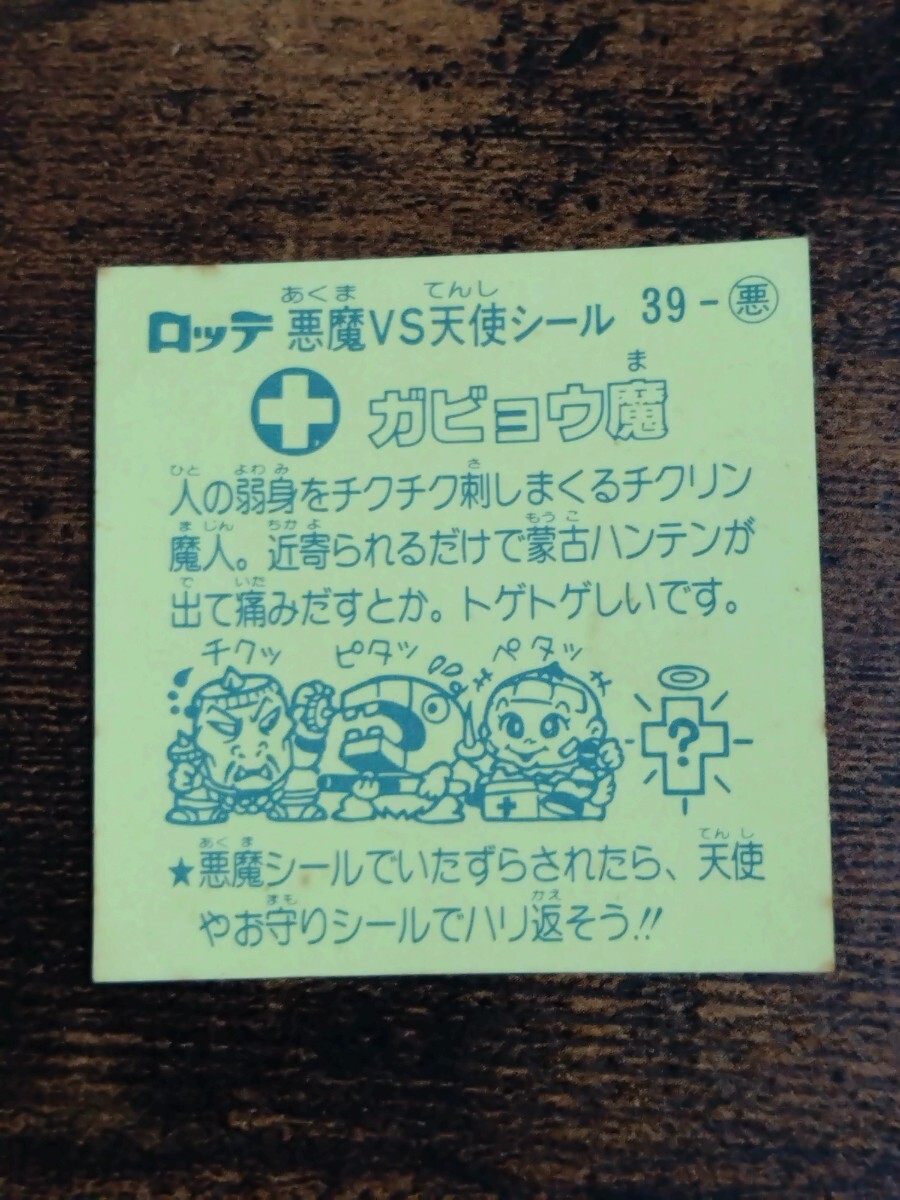 ロッテ 悪魔VS天使シール 39-悪
ガビョウ魔
人の弱身をチクチク刺しまくるチクリン
魔人。近寄られるだけで蒙古ハンテンが
出て痛みだすとか。トゲトゲしいです。
チクッ ピタッ ペタッ
?
★悪魔シールでいたずらされたら、天使
やお守りシールでハリ返そう!!